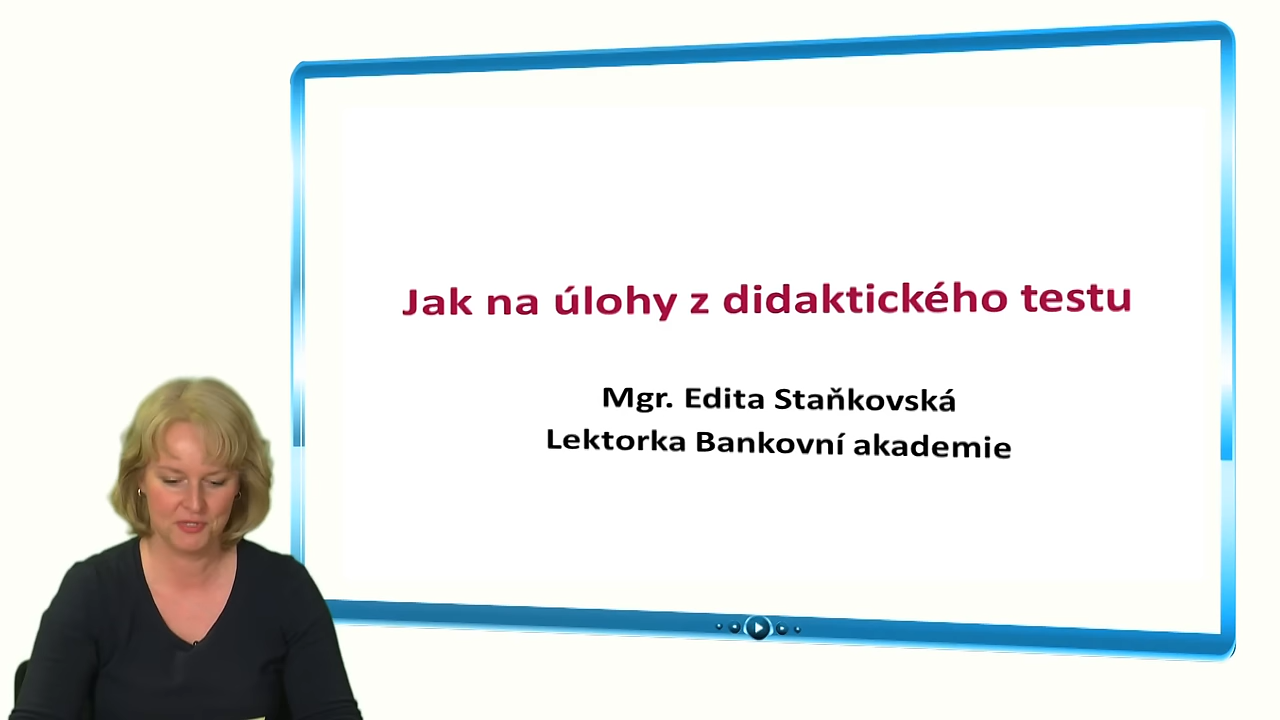 Jak na úlohy z didaktického testu
Mgr. Edita Staňkovská
Lektorka Bankovní akademie